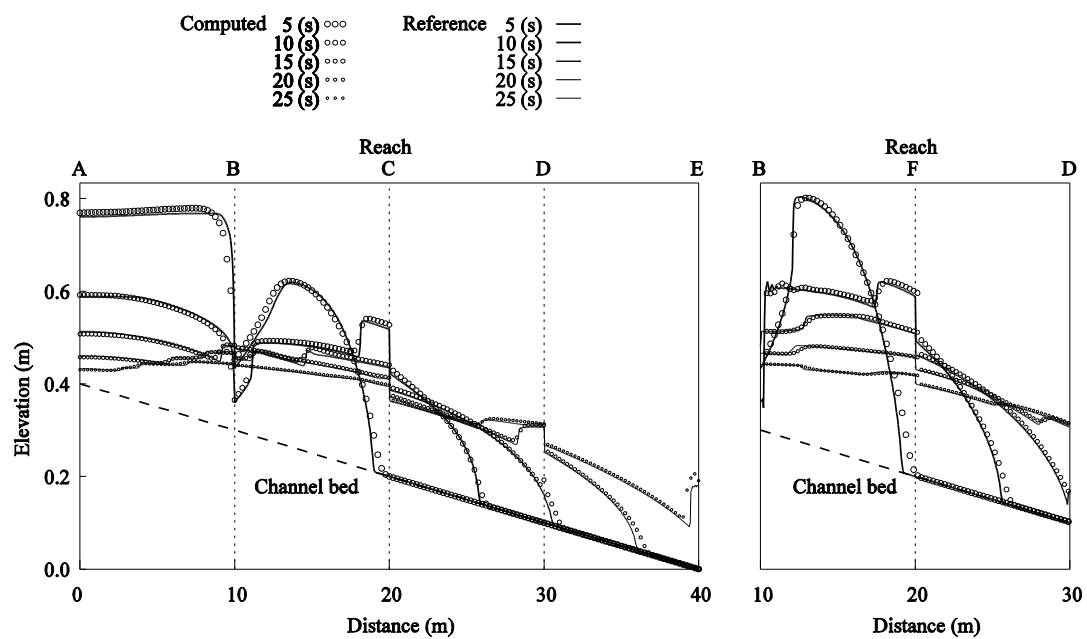 Computed 5 (s) Reference 5 (s)
10 (s) 10 (s)
15 (s) 15 (s)
20 (s) 20 (s)
25 (s) 25 (s)
Reach Reach
A B C D E B F D
0.8
0.6
0.4
0.2
0.0
Elevation (m)
Channel bed Channel bed
0 10 20 30 40 10 20 30
Distance (m) Distance (m)